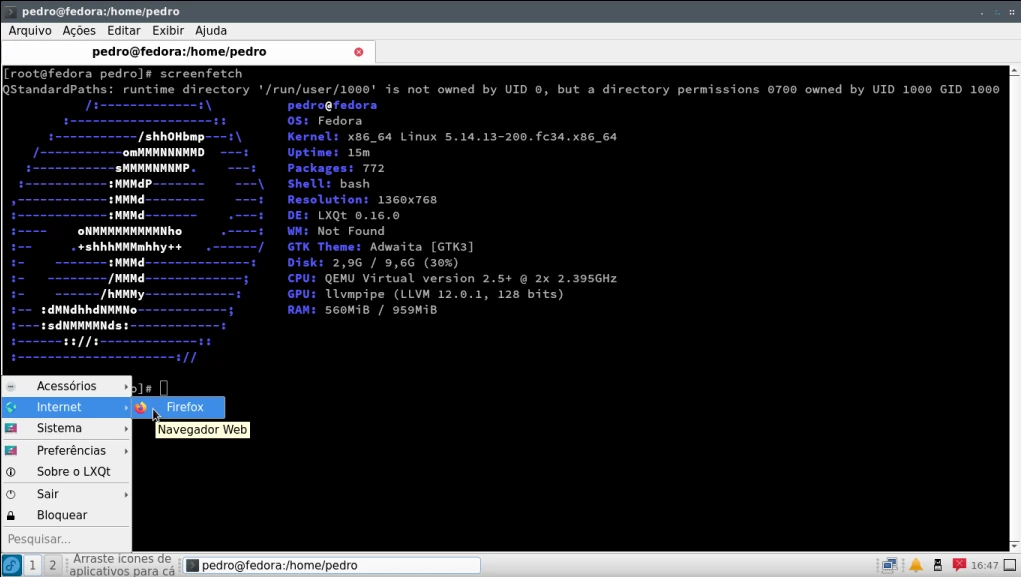 pedro@fedora:/home/pedro
Arquivo Ações Editar Exibir Ajuda
pedro@fedora:/home/pedro
[root@fedora pedro]# screenfetch
QStandardPaths: runtime directory '/run/user/1000' is not owned by UID 0, but a directory permissions 0700 owned by UID 1000 GID 1000
/:-------------:\ pedro@fedora
:-------------------:: OS: Fedora
:-----------/shhOHbmp---:\ Kernel: x86_64 Linux 5.14.13-200.fc34.x86_64
/-----------omMMMNNNMMD ---: Uptime: 15m
:-----------sMMMMNMNMP. ---: Packages: 772
:-----------:MMMdP------- ---\ Shell: bash
,------------:MMMd-------- ---: Resolution: 1360x768
:------------:MMMd------- .---: DE: LXQt 0.16.0
:---- oNMMMMMMMMMNho .----: WM: Not Found
:-- .+shhhMMMmhhy++ .------/ GTK Theme: Adwaita [GTK3]
:- -------:MMMd--------------: Disk: 2,9G / 9,6G (30%)
:- --------/MMMd-------------; CPU: QEMU Virtual version 2.5+ @ 2x 2.395GHz
:- ------/hMMMy------------: GPU: llvmpipe (LLVM 12.0.1, 128 bits)
:-- :dMNdhhdNMMNo------------; RAM: 560MiB / 959MiB
:---:sdNMMMMNds:------------:
:------:://:-------------::
:---------------------://
o]#
Acessórios
Internet
Firefox
Sistema
Navegador Web
Preferências
Sobre o LXQt
Sair
Bloquear
Pesquisar...
1 2 Arraste ícones de
aplicativos para cá
pedro@fedora:/home/pedro
16:47